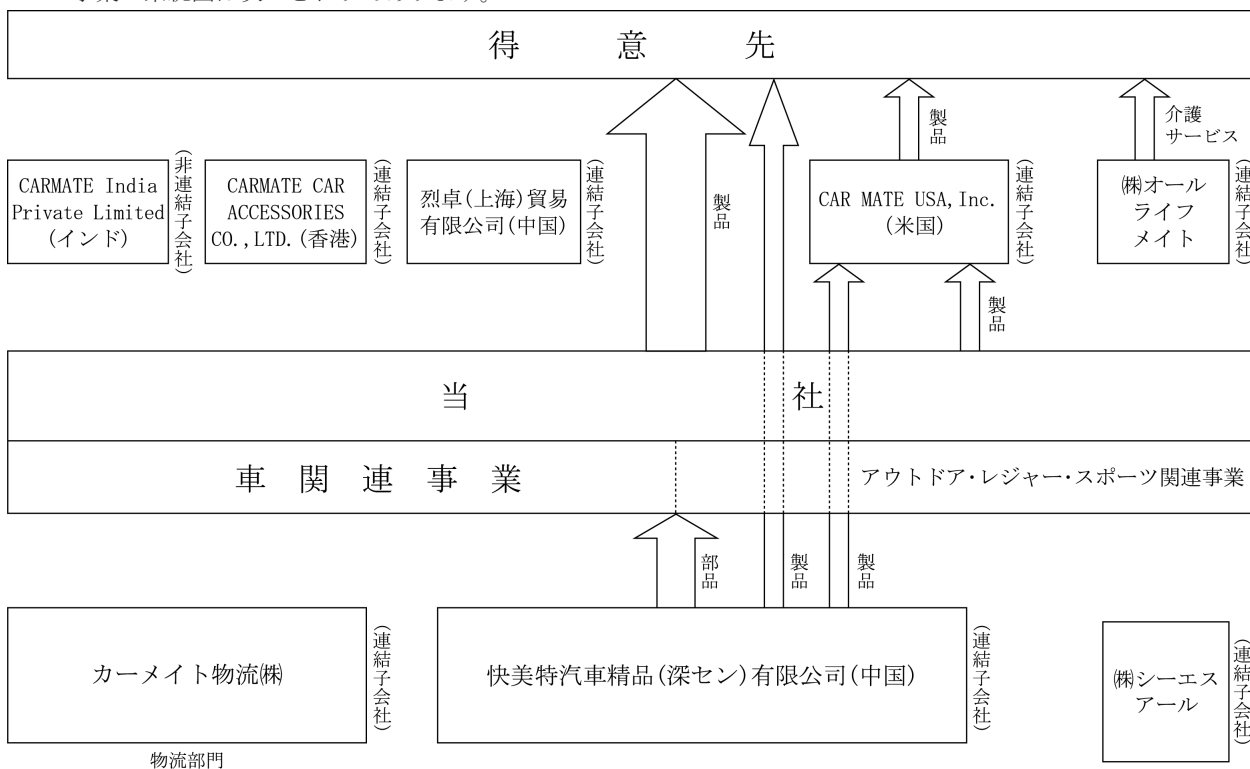 得意先
製品
介護
サービス
CARMATE India
Private Limited
(インド)
(非連結子会社)
CARMATE CAR
ACCESSORIES
CO.,LTD.(香港)
(連結子会社)
烈卓(上海)貿易
有限公司(中国)
(連結子会社)
製品
CAR MATE USA,Inc.
(米国)
(連結子会社)
㈱オール
ライフ
メイト
(連結子会社)
製品
当社
車関連事業
アウトドア・レジャー・スポーツ関連事業
部品
製品
製品
カーメイト物流㈱
(連結子会社)
快美特汽車精品(深セン)有限公司(中国)
(連結子会社)
㈱シーエス
アール
(連結子会社)
物流部門